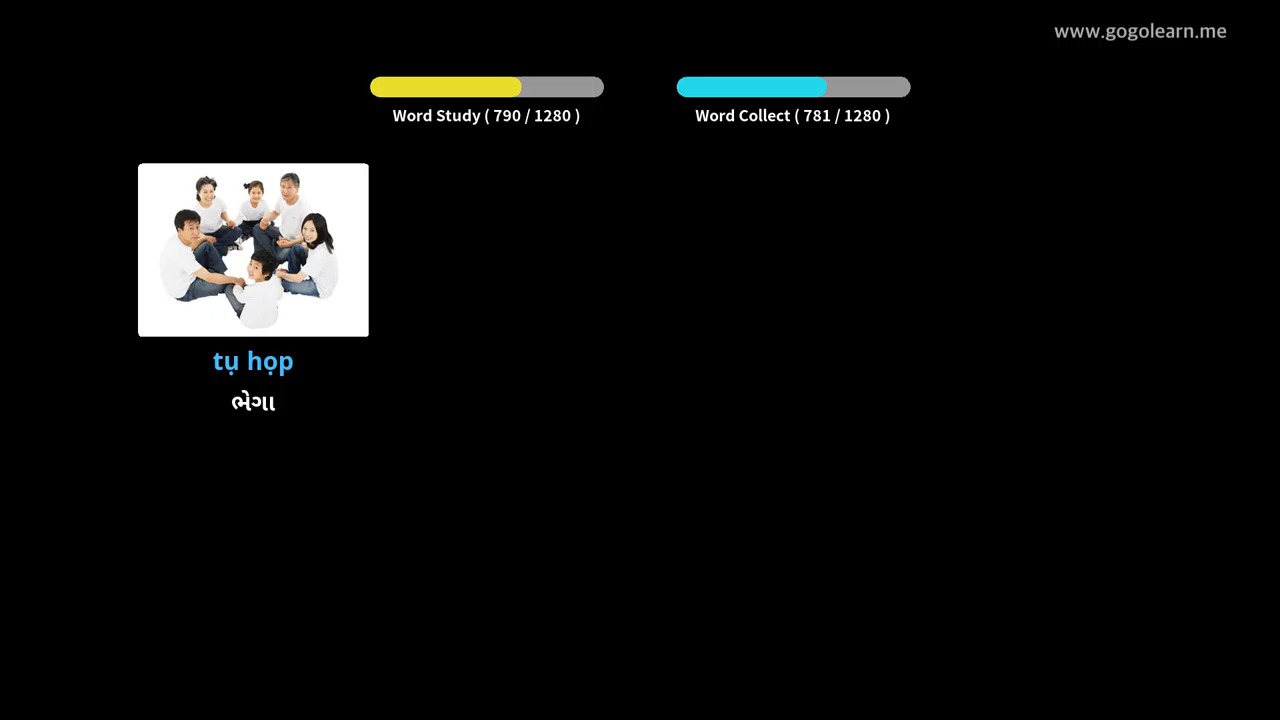 www.gogolearn.me
Word Study ( 790 / 1280 )
Word Collect ( 781 / 1280 )
tụ họp
ભેગા